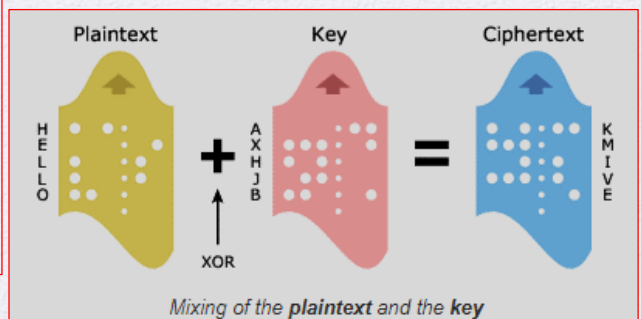 Plaintext Key Ciphertext
H A K
E X M
L H I
L J V
O B E
XOR
Mixing of the plaintext and the key